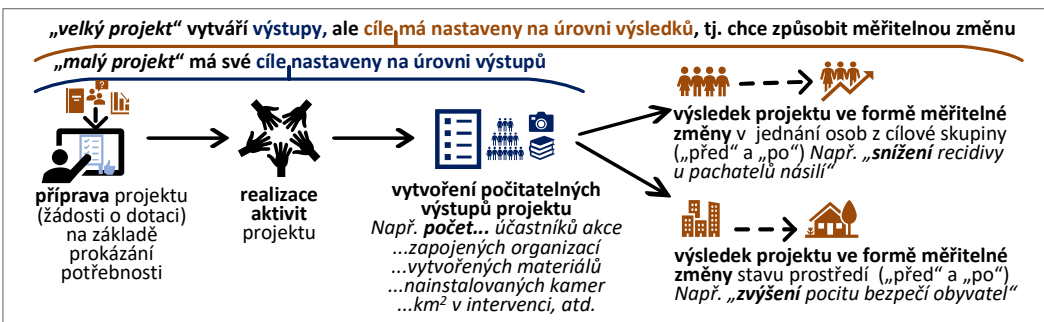 „velký projekt“ vytváří výstupy, ale cíle má nastaveny na úrovni výsledků, tj. chce způsobit měřitelnou změnu
„malý projekt“ má své cíle nastaveny na úrovni výstupů
příprava projektu
(žádosti o dotaci)
na základě
prokázání
potřebnosti
realizace
aktivit
projektu
vytvoření počitatelných
výstupů projektu
Např. počet... účastníků akce
...zapojených organizací
...vytvořených materiálů
...nainstalovaných kamer
...km² v intervenci, atd.
výsledek projektu ve formě měřitelné
změny v jednání osob z cílové skupiny
(„před“ a „po“) Např. „snížení recidivy
u pachatelů násilí“
výsledek projektu ve formě měřitelné
změny stavu prostředí („před“ a „po“)
Např. „zvýšení pocitu bezpečí obyvatel“